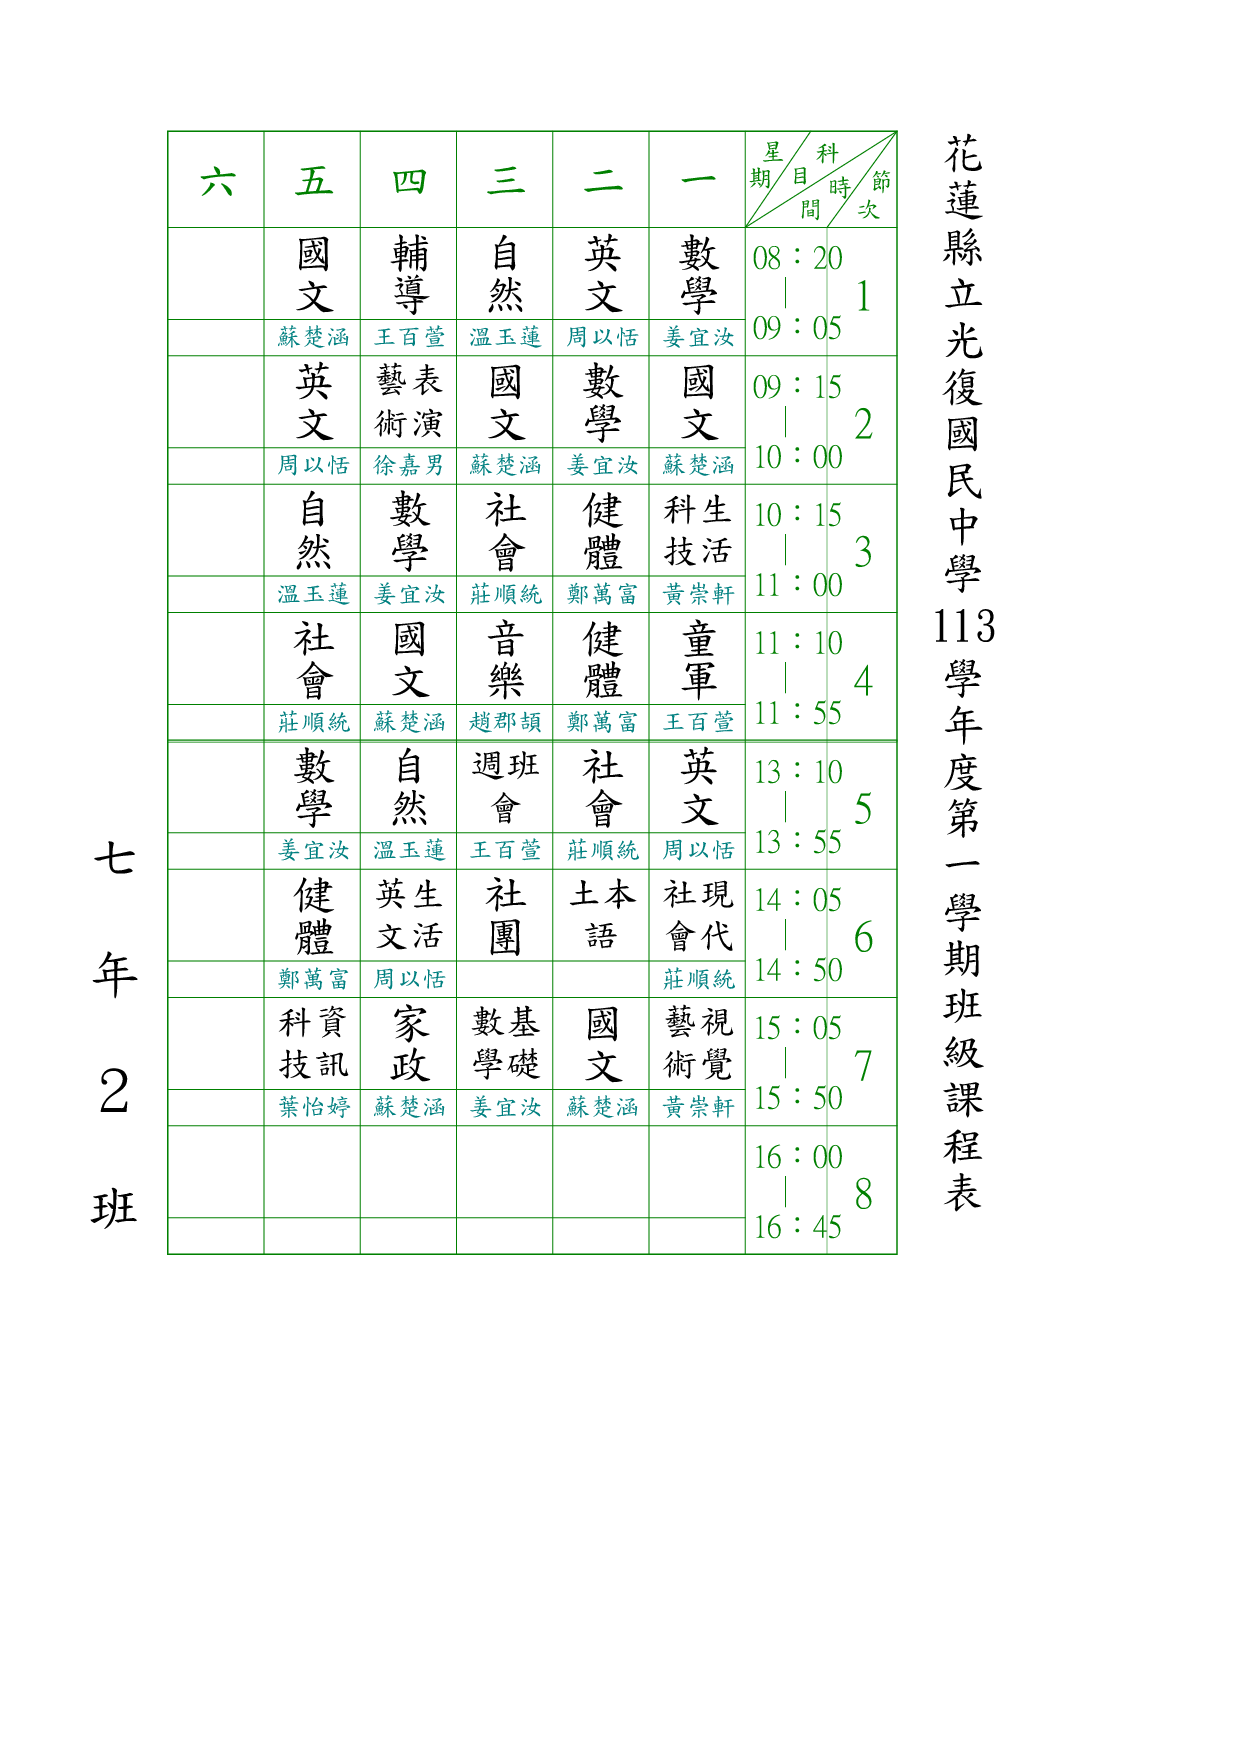 花蓮縣立光復國民中學113學年度第一學期班級課程表
七年2班
星期 科目 時間 節次
一 二 三 四 五 六
1 08：20｜09：05
數學 英文 自然 輔導 國文
姜宜汝 周以恬 溫玉蓮 王百萱 蘇楚涵
2 09：15｜10：00
國文 數學 國文 表演藝術 英文
蘇楚涵 姜宜汝 蘇楚涵 徐嘉男 周以恬
3 10：15｜11：00
生活科技 健體 社會 數學 自然
黃崇軒 鄭萬富 莊順統 姜宜汝 溫玉蓮
4 11：10｜11：55
童軍 健體 音樂 國文 社會
王百萱 鄭萬富 趙郡頡 蘇楚涵 莊順統
5 13：10｜13：55
英文 社會 班週會 自然 數學
周以恬 莊順統 王百萱 溫玉蓮 姜宜汝
6 14：05｜14：50
現代社會 本土語 社團 生活英文 健體
莊順統 周以恬 鄭萬富
7 15：05｜15：50
視覺藝術 國文 基礎數學 家政 資訊科技
黃崇軒 蘇楚涵 姜宜汝 蘇楚涵 葉怡婷
8 16：00｜16：45